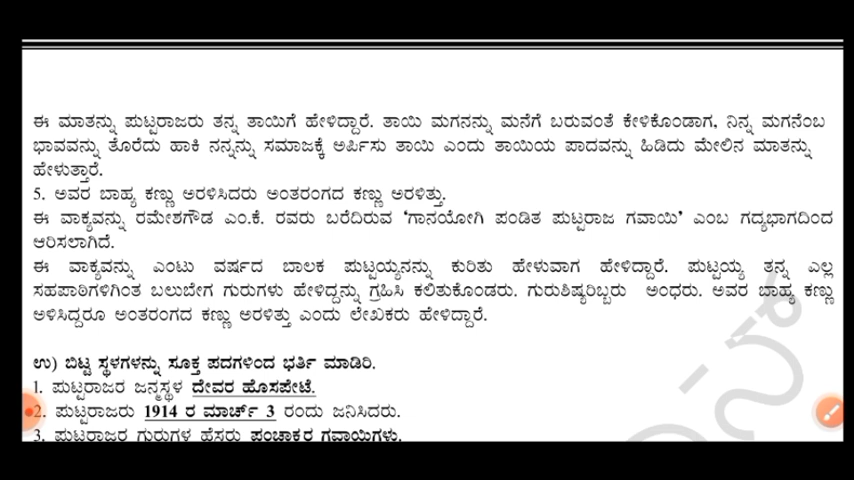 ಈ ಮಾತನ್ನು ಪುಟ್ಟರಾಜರು ತನ್ನ ತಾಯಿಗೆ ಹೇಳಿದ್ದಾರೆ. ತಾಯಿ ಮಗನನ್ನು ಮನೆಗೆ ಬರುವಂತೆ ಕೇಳಿಕೊಂಡಾಗ, ನಿನ್ನ ಮಗನೆಂಬ
ಭಾವವನ್ನು ತೊರೆದು ಹಾಕಿ ನನ್ನನ್ನು ಸಮಾಜಕ್ಕೆ ಅರ್ಪಿಸು ತಾಯಿ ಎಂದು ತಾಯಿಯ ಪಾದವನ್ನು ಹಿಡಿದು ಮೇಲಿನ ಮಾತನ್ನು
ಹೇಳುತ್ತಾರೆ.
5. ಅವರ ಬಾಹ್ಯ ಕಣ್ಣು ಅರಳಿಸಿದರು ಅಂತರಂಗದ ಕಣ್ಣು ಅರಳಿತ್ತು.
ಈ ವಾಕ್ಯವನ್ನು ರಮೇಶಗೌಡ ಎಂ.ಕೆ. ರವರು ಬರೆದಿರುವ 'ಗಾನಯೋಗಿ ಪಂಡಿತ ಪುಟ್ಟರಾಜ ಗವಾಯಿ' ಎಂಬ ಗದ್ಯಭಾಗದಿಂದ
ಆರಿಸಲಾಗಿದೆ.
ಈ ವಾಕ್ಯವನ್ನು ಎಂಟು ವರ್ಷದ ಬಾಲಕ ಪುಟ್ಟಯ್ಯನನ್ನು ಕುರಿತು ಹೇಳುವಾಗ ಹೇಳಿದ್ದಾರೆ. ಪುಟ್ಟಯ್ಯ ತನ್ನ ಎಲ್ಲ
ಸಹಪಾಠಿಗಳಿಗಿಂತ ಬಲುಬೇಗ ಗುರುಗಳು ಹೇಳಿದ್ದನ್ನು ಗ್ರಹಿಸಿ ಕಲಿತುಕೊಂಡರು. ಗುರುಶಿಷ್ಯರಿಬ್ಬರು ಅಂಧರು. ಅವರ ಬಾಹ್ಯ ಕಣ್ಣು
ಅಳಿಸಿದ್ದರೂ ಅಂತರಂಗದ ಕಣ್ಣು ಅರಳಿತ್ತು ಎಂದು ಲೇಖಕರು ಹೇಳಿದ್ದಾರೆ.
ಉ) ಬಿಟ್ಟ ಸ್ಥಳಗಳನ್ನು ಸೂಕ್ತ ಪದಗಳಿಂದ ಭರ್ತಿ ಮಾಡಿರಿ.
1. ಪುಟ್ಟರಾಜರ ಜನ್ಮಸ್ಥಳ ದೇವರ ಹೊಸಪೇಟೆ.
2. ಪುಟ್ಟರಾಜರು 1914 ರ ಮಾರ್ಚ್ 3 ರಂದು ಜನಿಸಿದರು.
3. ಪುಟ್ಟರಾಜರ ಗುರುಗಳ ಹೆಸರು ಪಂಚಾಕ್ಷರ ಗವಾಯಿಗಳು.